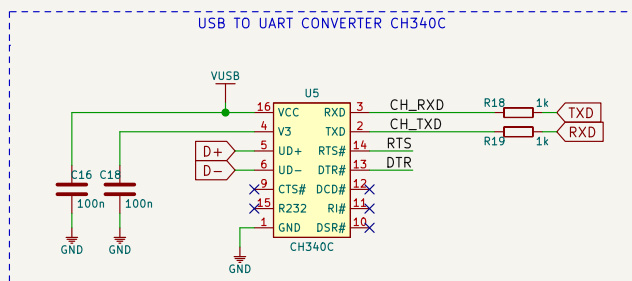 USB TO UART CONVERTER CH340C
VUSB
U5
16 VCC RXD 3 CH_RXD R18 1k TXD
4 V3 TXD 2 CH_TXD R19 1k RXD
D+ 5 UD+ RTS# 14 RTS
D- 6 UD- DTR# 13 DTR
C16 100n
C18 100n
9 CTS# DCD# 12
15 R232 RI# 11
1 GND DSR# 10
CH340C
GND
GND
GND